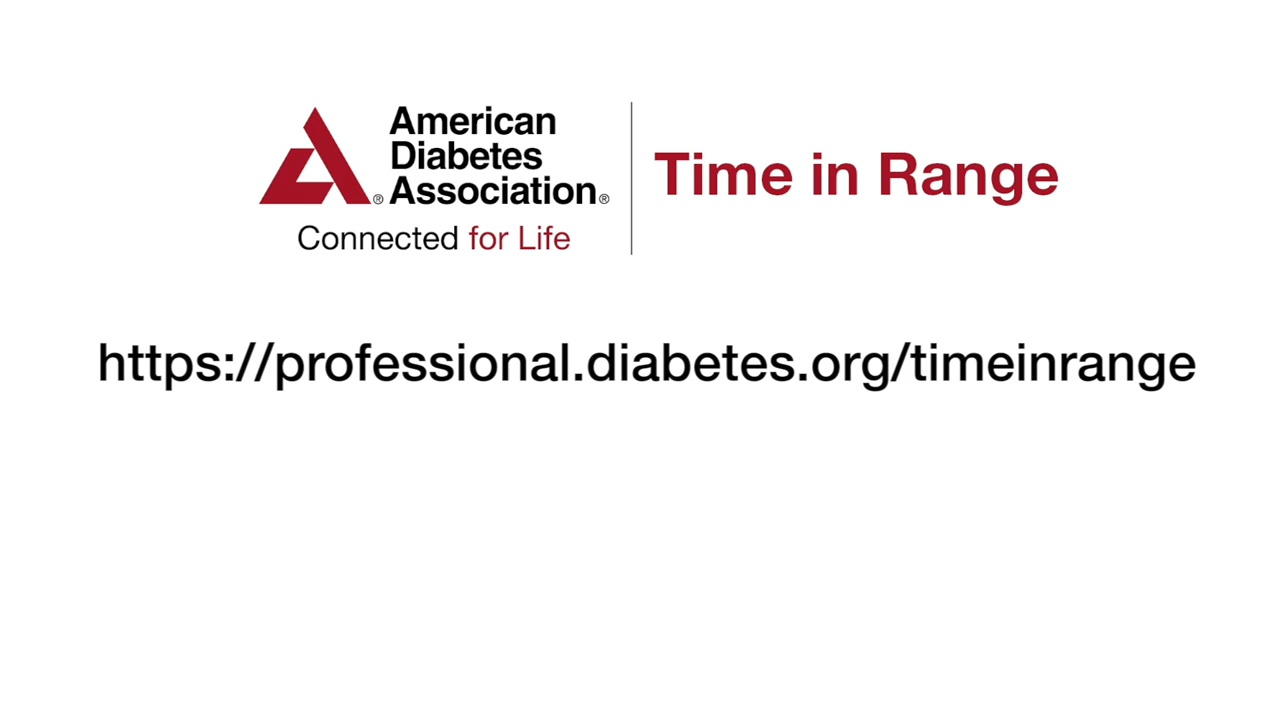 American
Diabetes
® Association®
Connected for Life
Time in Range
https://professional.diabetes.org/timeinrange